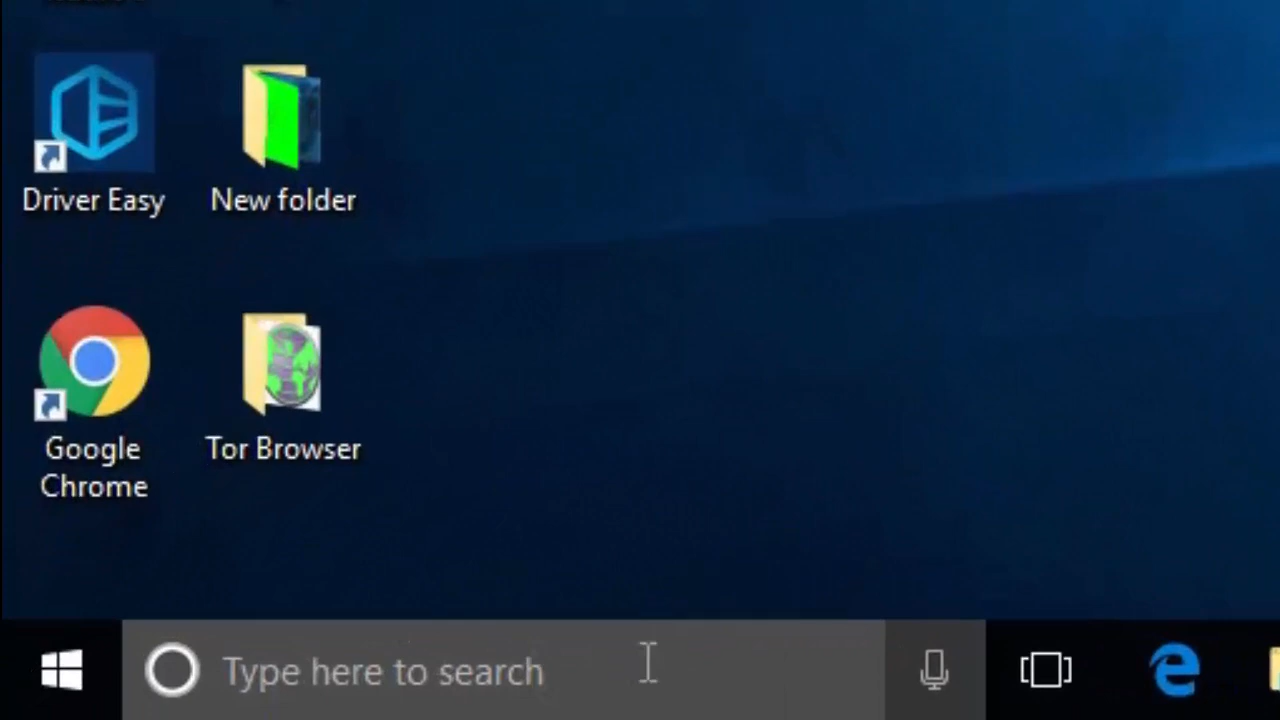 Driver Easy
New folder
Google
Chrome
Tor Browser
Type here to search